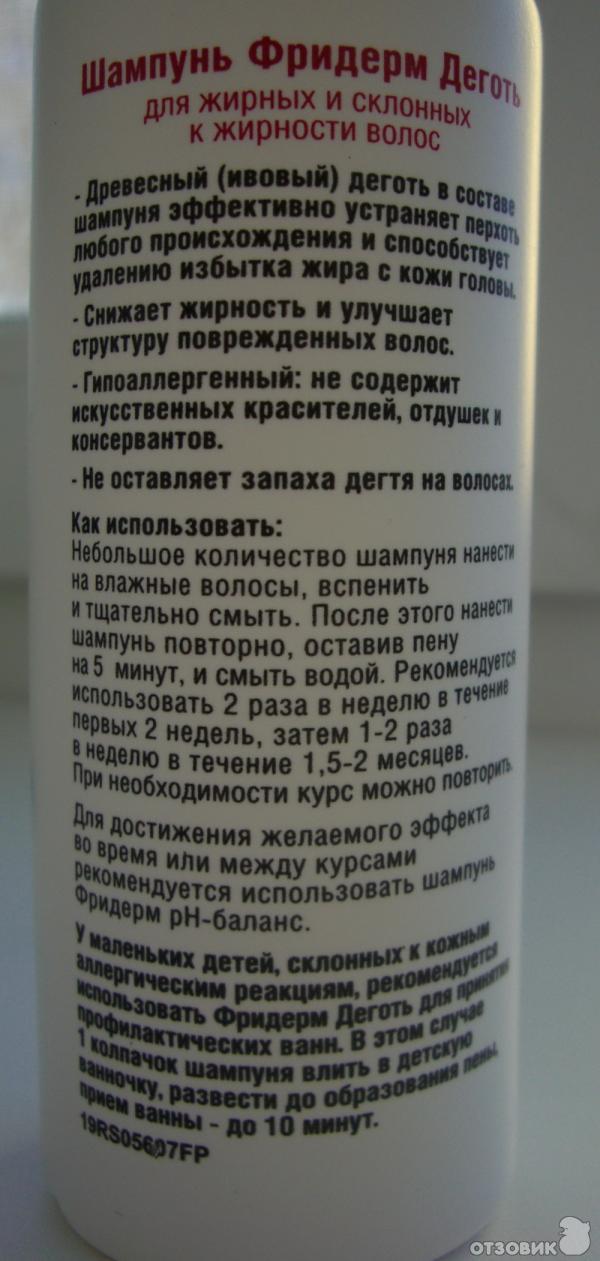 Шампунь Фридерм Деготь
для жирных и склонных
к жирности волос
- Древесный (ивовый) деготь в составе
шампуня эффективно устраняет перхоть
любого происхождения и способствует
удалению избытка жира с кожи головы.
- Снижает жирность и улучшает
структуру поврежденных волос.
- Гипоаллергенный: не содержит
искусственных красителей, отдушек и
консервантов.
- Не оставляет запаха дегтя на волосах.
Как использовать:
Небольшое количество шампуня нанести
на влажные волосы, вспенить
и тщательно смыть. После этого нанести
шампунь повторно, оставив пену
на 5 минут, и смыть водой. Рекомендуется
использовать 2 раза в неделю в течение
первых 2 недель, затем 1-2 раза
в неделю в течение 1,5-2 месяцев.
При необходимости курс можно повторить.
Для достижения желаемого эффекта
во время или между курсами
рекомендуется использовать шампунь
Фридерм pH-баланс.
У маленьких детей, склонных к кожным
аллергическим реакциям, рекомендуется
использовать Фридерм Деготь для принятия
профилактических ванн. В этом случае
1 колпачок шампуня влить в детскую
ванночку, развести до образования пены,
прием ванны - до 10 минут.
19RS05607FP
ОТЗОВИК